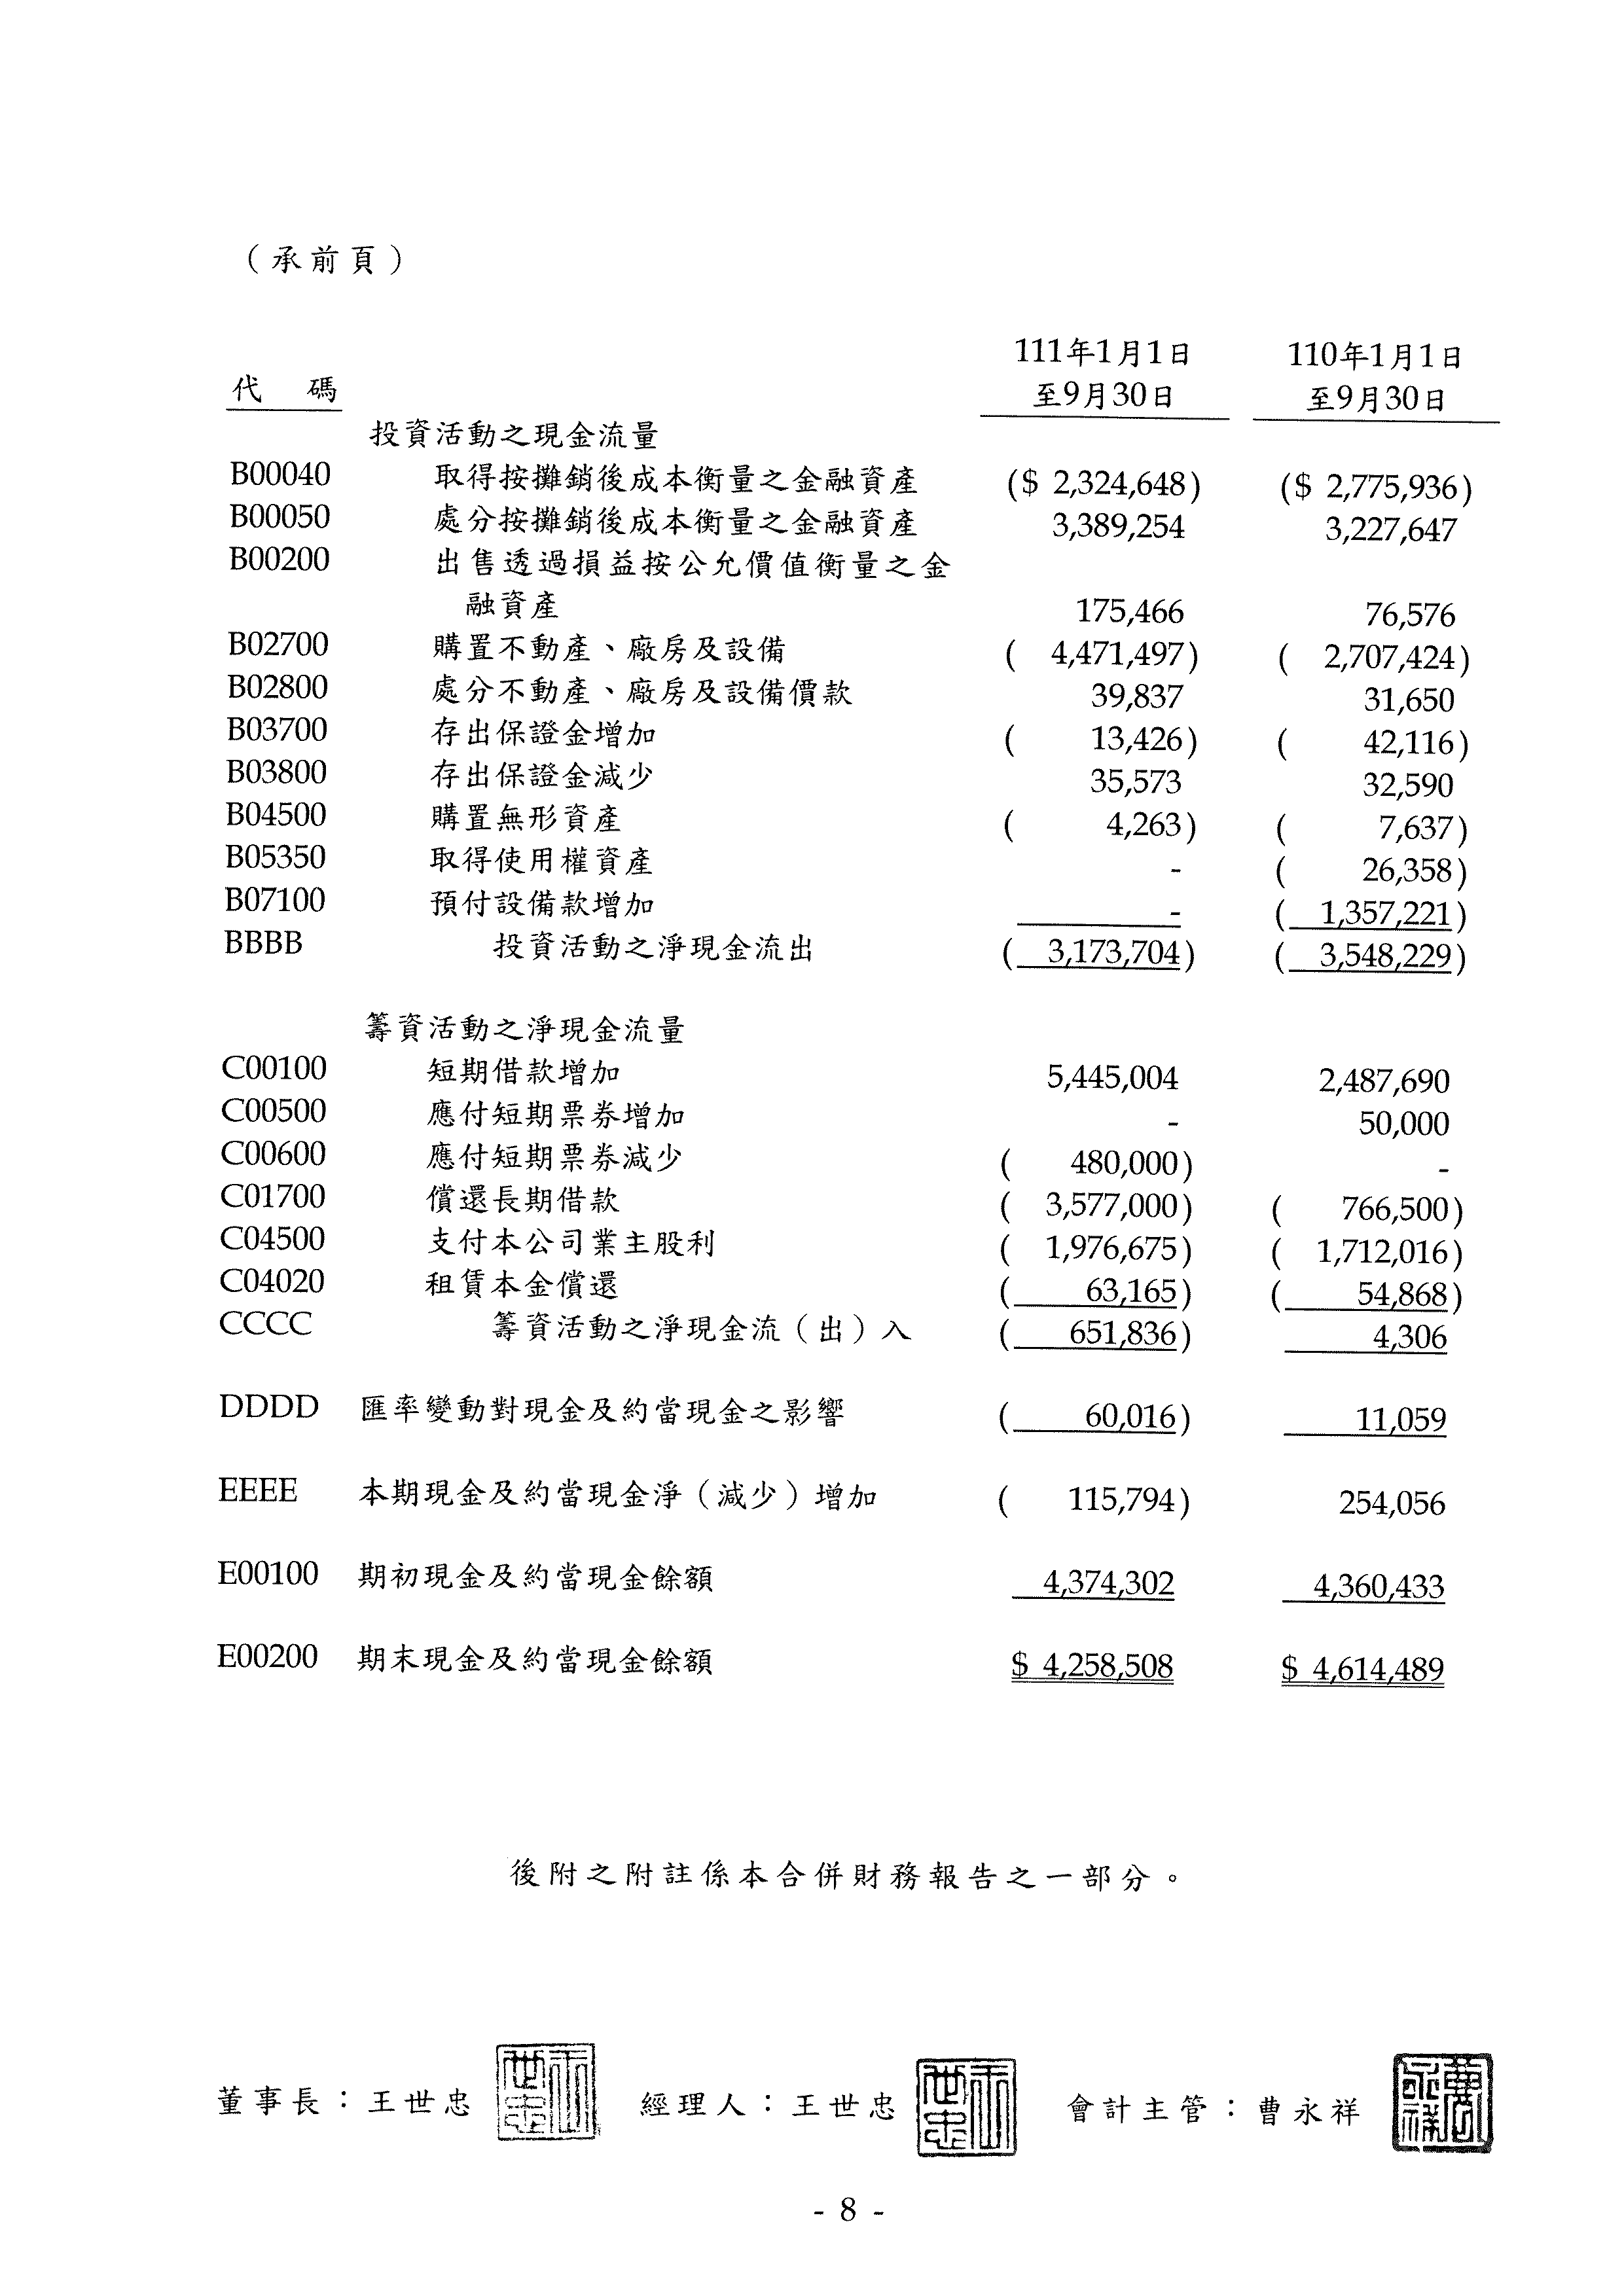 （承前頁）
111年1月1日 110年1月1日
代 碼 至9月30日 至9月30日
投資活動之現金流量
B00040 取得按攤銷後成本衡量之金融資產 ($ 2,324,648) ($ 2,775,936)
B00050 處分按攤銷後成本衡量之金融資產 3,389,254 3,227,647
B00200 出售透過損益按公允價值衡量之金
融資產 175,466 76,576
B02700 購置不動產、廠房及設備 ( 4,471,497) ( 2,707,424)
B02800 處分不動產、廠房及設備價款 39,837 31,650
B03700 存出保證金增加 ( 13,426) ( 42,116)
B03800 存出保證金減少 35,573 32,590
B04500 購置無形資產 ( 4,263) ( 7,637)
B05350 取得使用權資產 - ( 26,358)
B07100 預付設備款增加 - ( 1,357,221)
BBBB 投資活動之淨現金流出 ( 3,173,704) ( 3,548,229)
籌資活動之淨現金流量
C00100 短期借款增加 5,445,004 2,487,690
C00500 應付短期票券增加 - 50,000
C00600 應付短期票券減少 ( 480,000) -
C01700 償還長期借款 ( 3,577,000) ( 766,500)
C04500 支付本公司業主股利 ( 1,976,675) ( 1,712,016)
C04020 租賃本金償還 ( 63,165) ( 54,868)
CCCC 籌資活動之淨現金流（出）入 ( 651,836) 4,306
DDDD 匯率變動對現金及約當現金之影響 ( 60,016) 11,059
EEEE 本期現金及約當現金淨（減少）增加 ( 115,794) 254,056
E00100 期初現金及約當現金餘額 4,374,302 4,360,433
E00200 期末現金及約當現金餘額 $ 4,258,508 $ 4,614,489
後附之附註係本合併財務報告之一部分。
董事長：王世忠 王世忠 經理人：王世忠 王世忠 會計主管：曹永祥 曹永祥
- 8 -